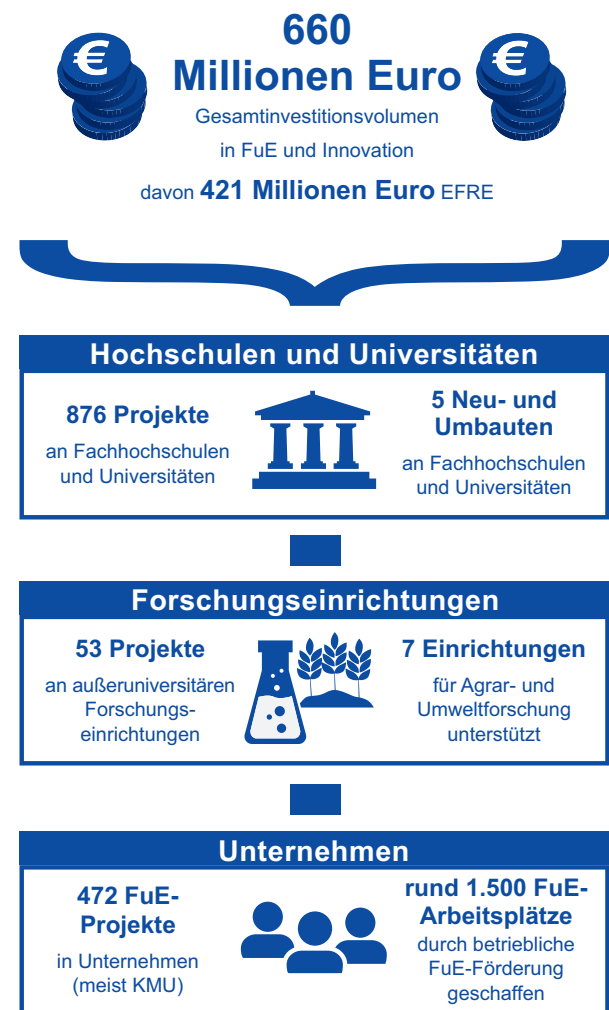 660
Millionen Euro
€
€
Gesamtinvestitionsvolumen
in FuE und Innovation
davon 421 Millionen Euro EFRE
Hochschulen und Universitäten
876 Projekte
an Fachhochschulen
und Universitäten
5 Neu- und
Umbauten
an Fachhochschulen
und Universitäten
Forschungseinrichtungen
53 Projekte
an außeruniversitären
Forschungs-
einrichtungen
7 Einrichtungen
für Agrar- und
Umweltforschung
unterstützt
Unternehmen
472 FuE-
Projekte
in Unternehmen
(meist KMU)
rund 1.500 FuE-
Arbeitsplätze
durch betriebliche
FuE-Förderung
geschaffen